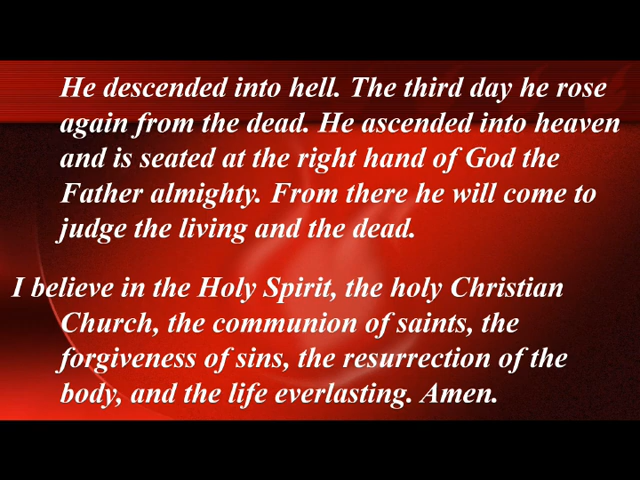 He descended into hell. The third day he rose
again from the dead. He ascended into heaven
and is seated at the right hand of God the
Father almighty. From there he will come to
judge the living and the dead.
I believe in the Holy Spirit, the holy Christian
Church, the communion of saints, the
forgiveness of sins, the resurrection of the
body, and the life everlasting. Amen.